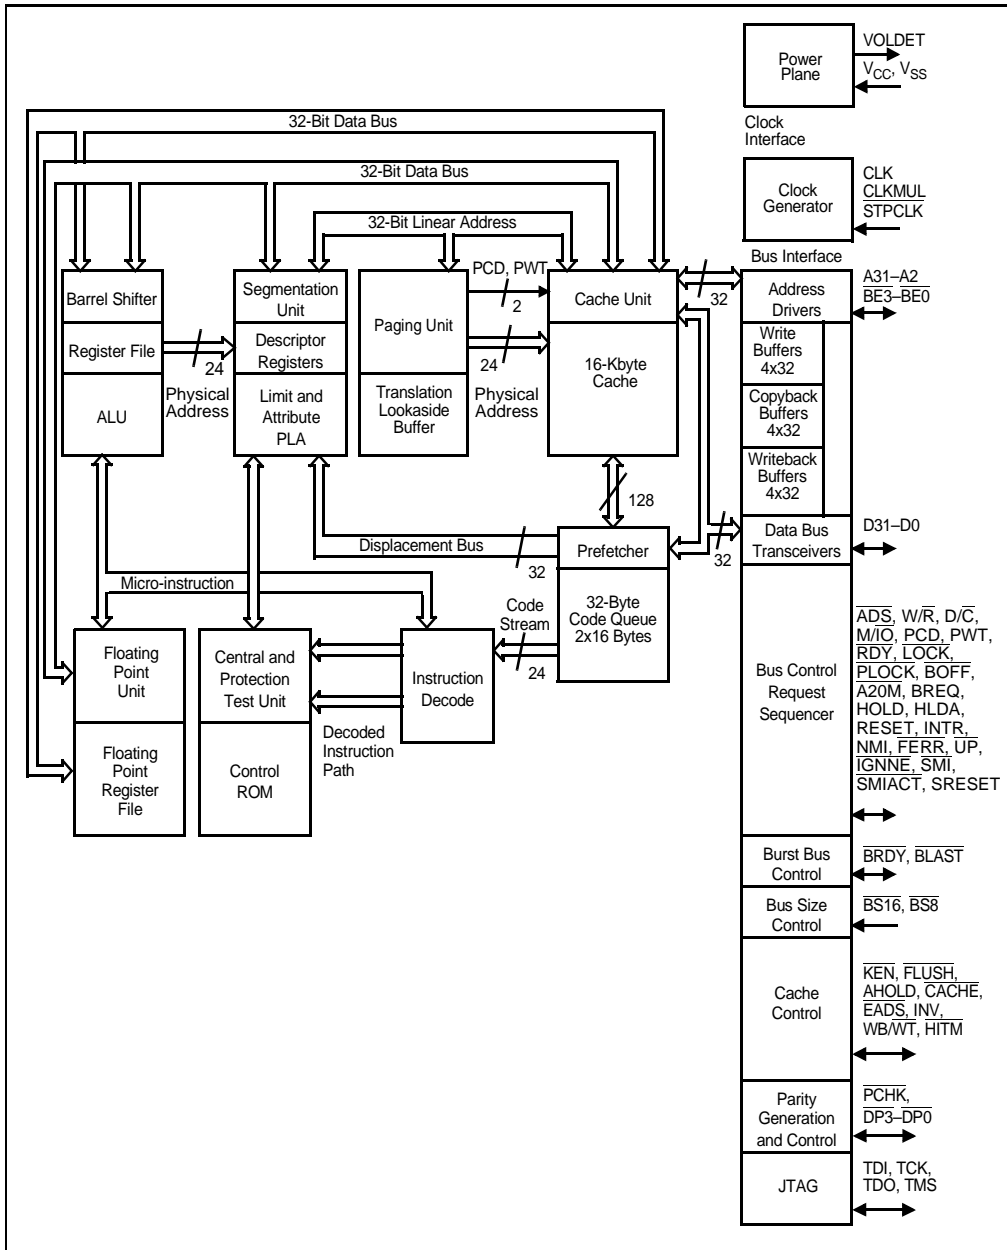 Power
Plane
VOLDET
VCC, VSS
Clock
Interface
Clock
Generator
CLK
CLKMUL
STPCLK
32-Bit Data Bus
32-Bit Data Bus
32-Bit Linear Address
Bus Interface
Barrel Shifter
Register File
ALU
24
Physical
Address
Segmentation
Unit
Descriptor
Registers
Limit and
Attribute
PLA
Paging Unit
Translation
Lookaside
Buffer
PCD, PWT
2
24
Physical
Address
Cache Unit
16-Kbyte
Cache
32
Address
Drivers
A31–A2
BE3–BE0
Write
Buffers
4x32
Copyback
Buffers
4x32
Writeback
Buffers
4x32
128
Displacement Bus
32
Prefetcher
32
Data Bus
Transceivers
D31–D0
Micro-instruction
32-Byte
Code Queue
2x16 Bytes
Code
Stream
24
Floating
Point
Unit
Floating
Point
Register
File
Central and
Protection
Test Unit
Control
ROM
Instruction
Decode
Decoded
Instruction
Path
Bus Control
Request
Sequencer
ADS, W/R, D/C,
M/IO, PCD, PWT,
RDY, LOCK,
PLOCK, BOFF,
A20M, BREQ,
HOLD, HLDA,
RESET, INTR,
NMI, FERR, UP,
IGNNE, SMI,
SMIACT, SRESET
Burst Bus
Control
BRDY, BLAST
Bus Size
Control
BS16, BS8
Cache
Control
KEN, FLUSH,
AHOLD, CACHE,
EADS, INV,
WB/WT, HITM
Parity
Generation
and Control
PCHK,
DP3–DP0
JTAG
TDI, TCK,
TDO, TMS